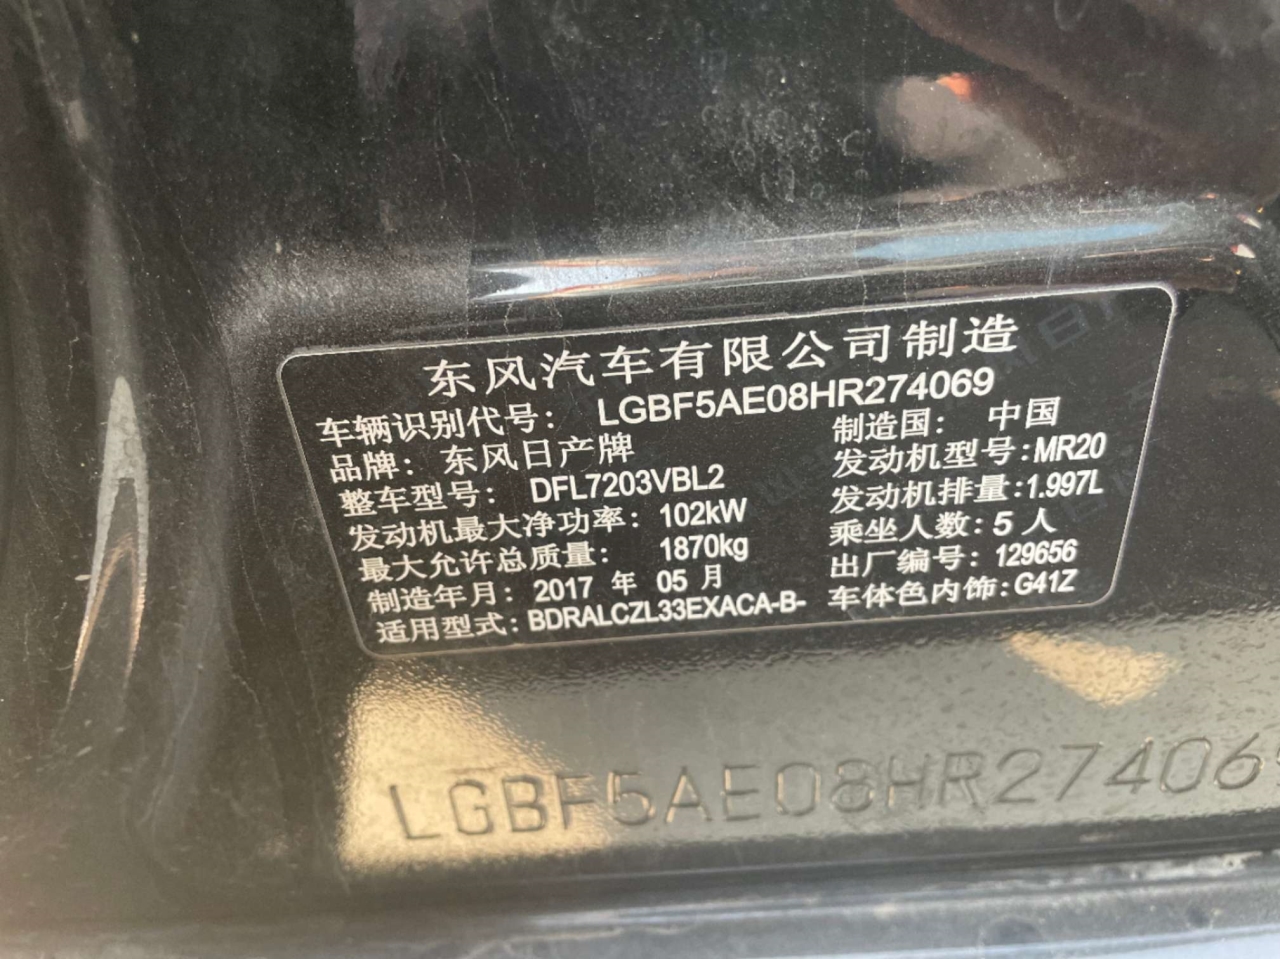 东风汽车有限公司制造
车辆识别代号： LGBF5AE08HR274069
品牌： 东风日产牌 制造国： 中国
整车型号： DFL7203VBL2 发动机型号：MR20
发动机最大净功率：102kW 发动机排量：1.997L
最大允许总质量： 1870kg 乘坐人数：5 人
制造年月：2017 年 05 月 出厂编号：129656
适用型式：BDRALCZL33EXACA-B- 车体色内饰：G41Z
LGBF5AE08HR274069